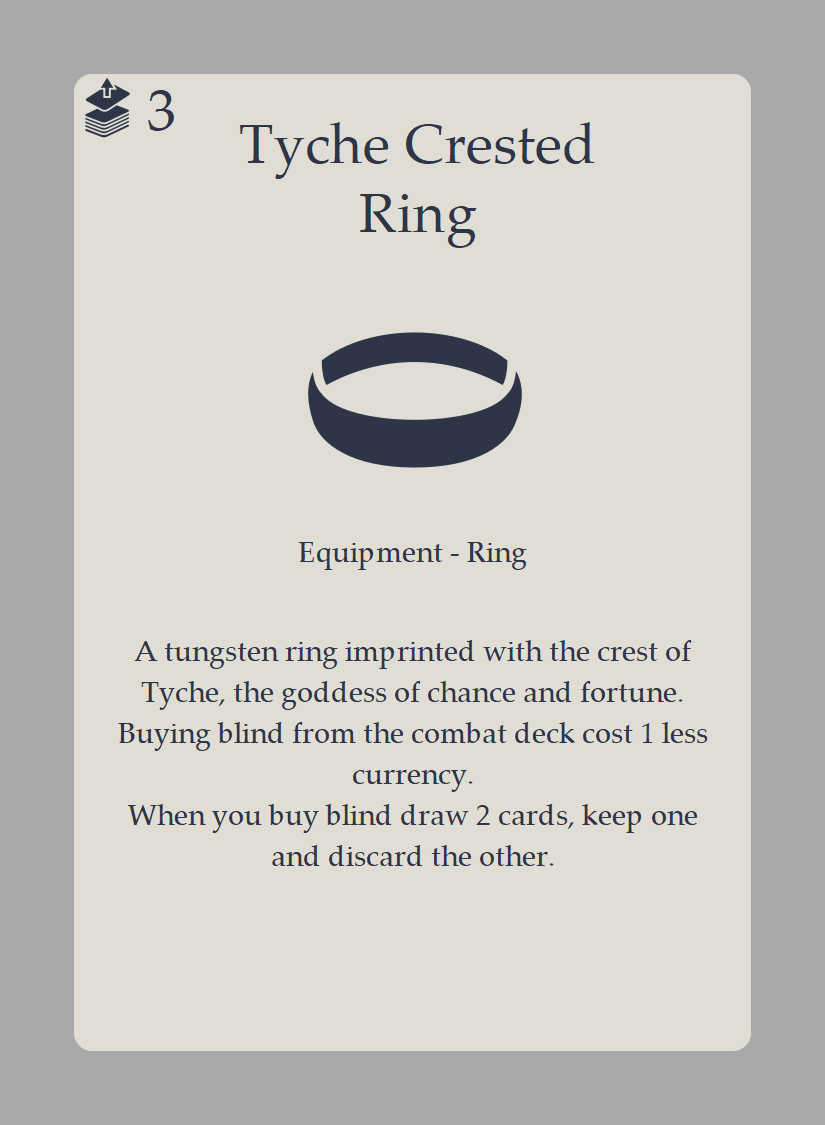 3
Tyche Crested
Ring
Equipment - Ring
A tungsten ring imprinted with the crest of
Tyche, the goddess of chance and fortune.
Buying blind from the combat deck cost 1 less
currency.
When you buy blind draw 2 cards, keep one
and discard the other.